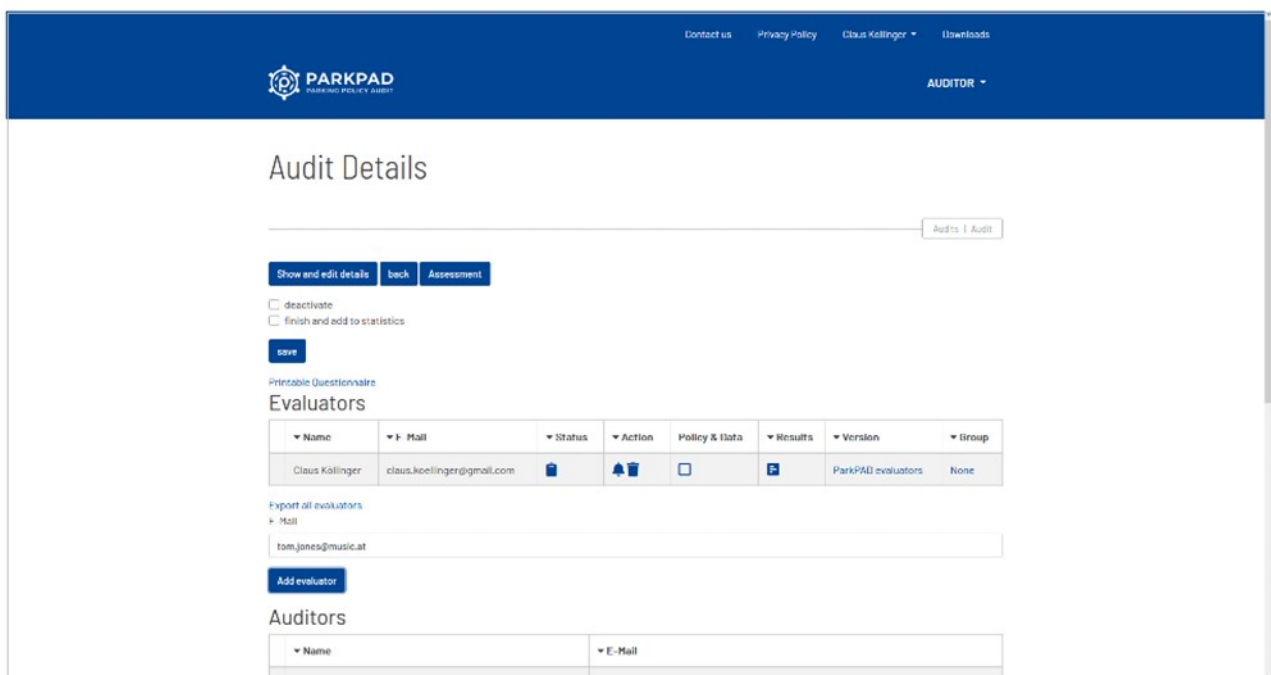 Contact us Privacy Policy Claus Kollinger Downloads
PARKPAD
PARKING POLICY AUDIT
AUDITOR
Audit Details
Audits | Audit
Show and edit details back Assessment
deactivate
finish and add to statistics
save
Printable Questionnaire
Evaluators
Name E-Mail Status Action Policy & Data Results Version Group
Claus Kollinger claus.koellinger@gmail.com ParkPAD evaluators None
Export all evaluators
E-Mail
tom.jones@music.at
Add evaluator
Auditors
Name E-Mail